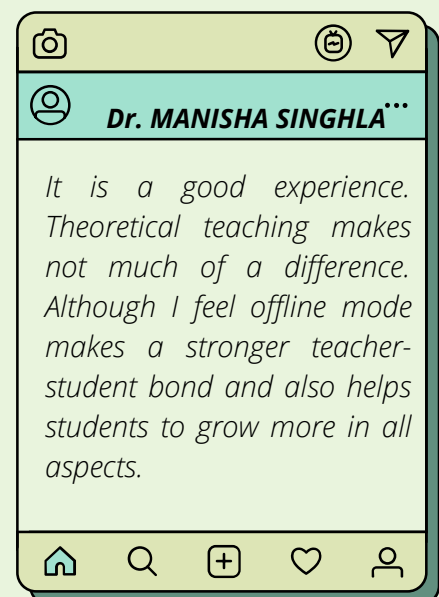 Dr. MANISHA SINGHLA
It is a good experience.
Theoretical teaching makes
not much of a difference.
Although I feel offline mode
makes a stronger teacher-
student bond and also helps
students to grow more in all
aspects.